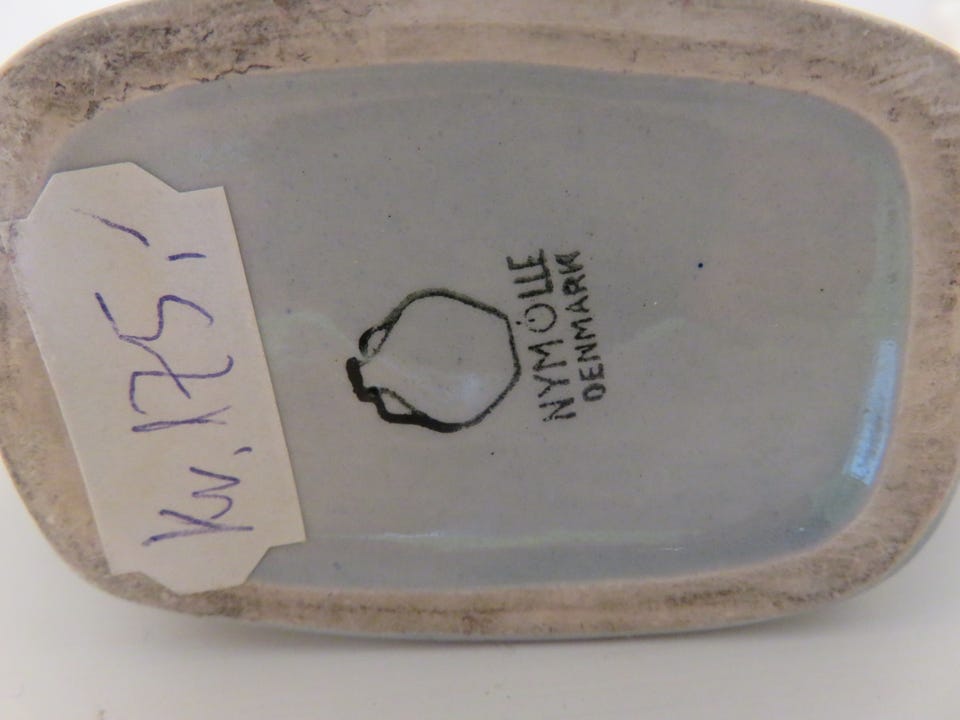 Kr, 175,-
NYMÖLLE
DENMARK